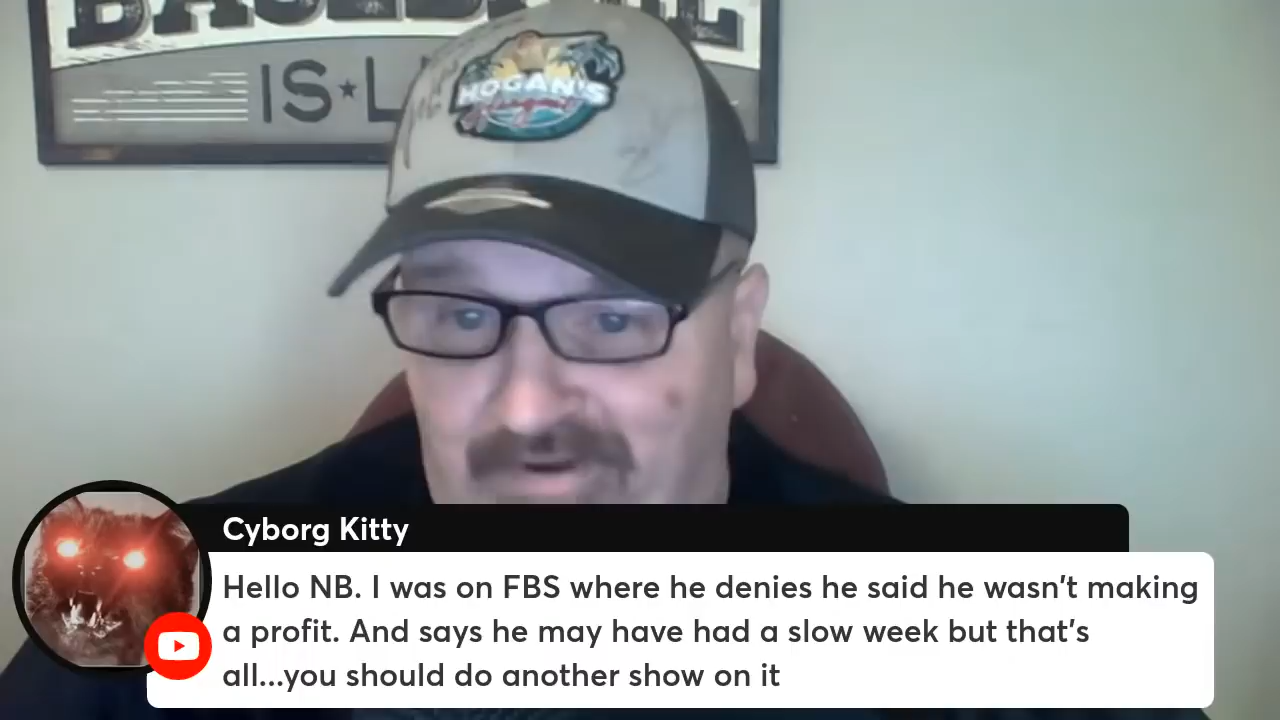 IS★L
HOGAN'S
Hangout
Cyborg Kitty
Hello NB. I was on FBS where he denies he said he wasn't making
a profit. And says he may have had a slow week but that's
all...you should do another show on it